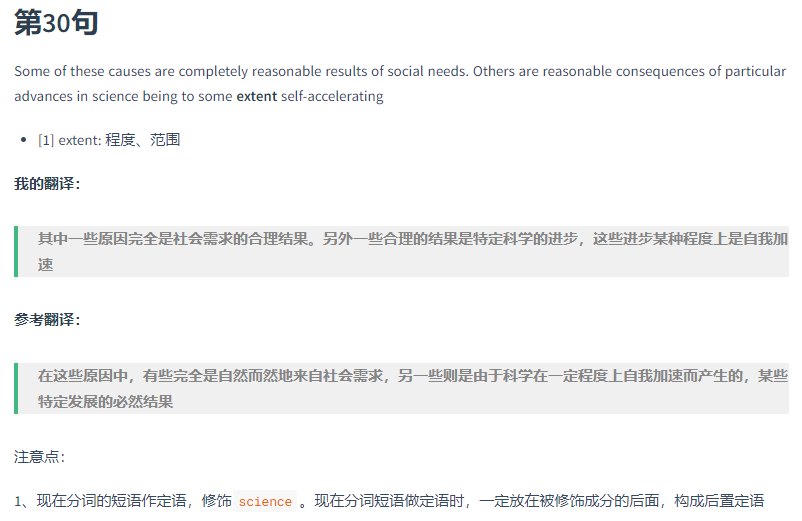 第30句
Some of these causes are completely reasonable results of social needs. Others are reasonable consequences of particular
advances in science being to some extent self-accelerating
• [1] extent: 程度、范围
我的翻译：
其中一些原因完全是社会需求的合理结果。另外一些合理的结果是特定科学的进步，这些进步某种程度上是自我加
速
参考翻译：
在这些原因中，有些完全是自然而然地来自社会需求，另一些则是由于科学在一定程度上自我加速而产生的，某些
特定发展的必然结果
注意点：
1、现在分词的短语作定语，修饰 science 。现在分词短语做定语时，一定放在被修饰成分的后面，构成后置定语